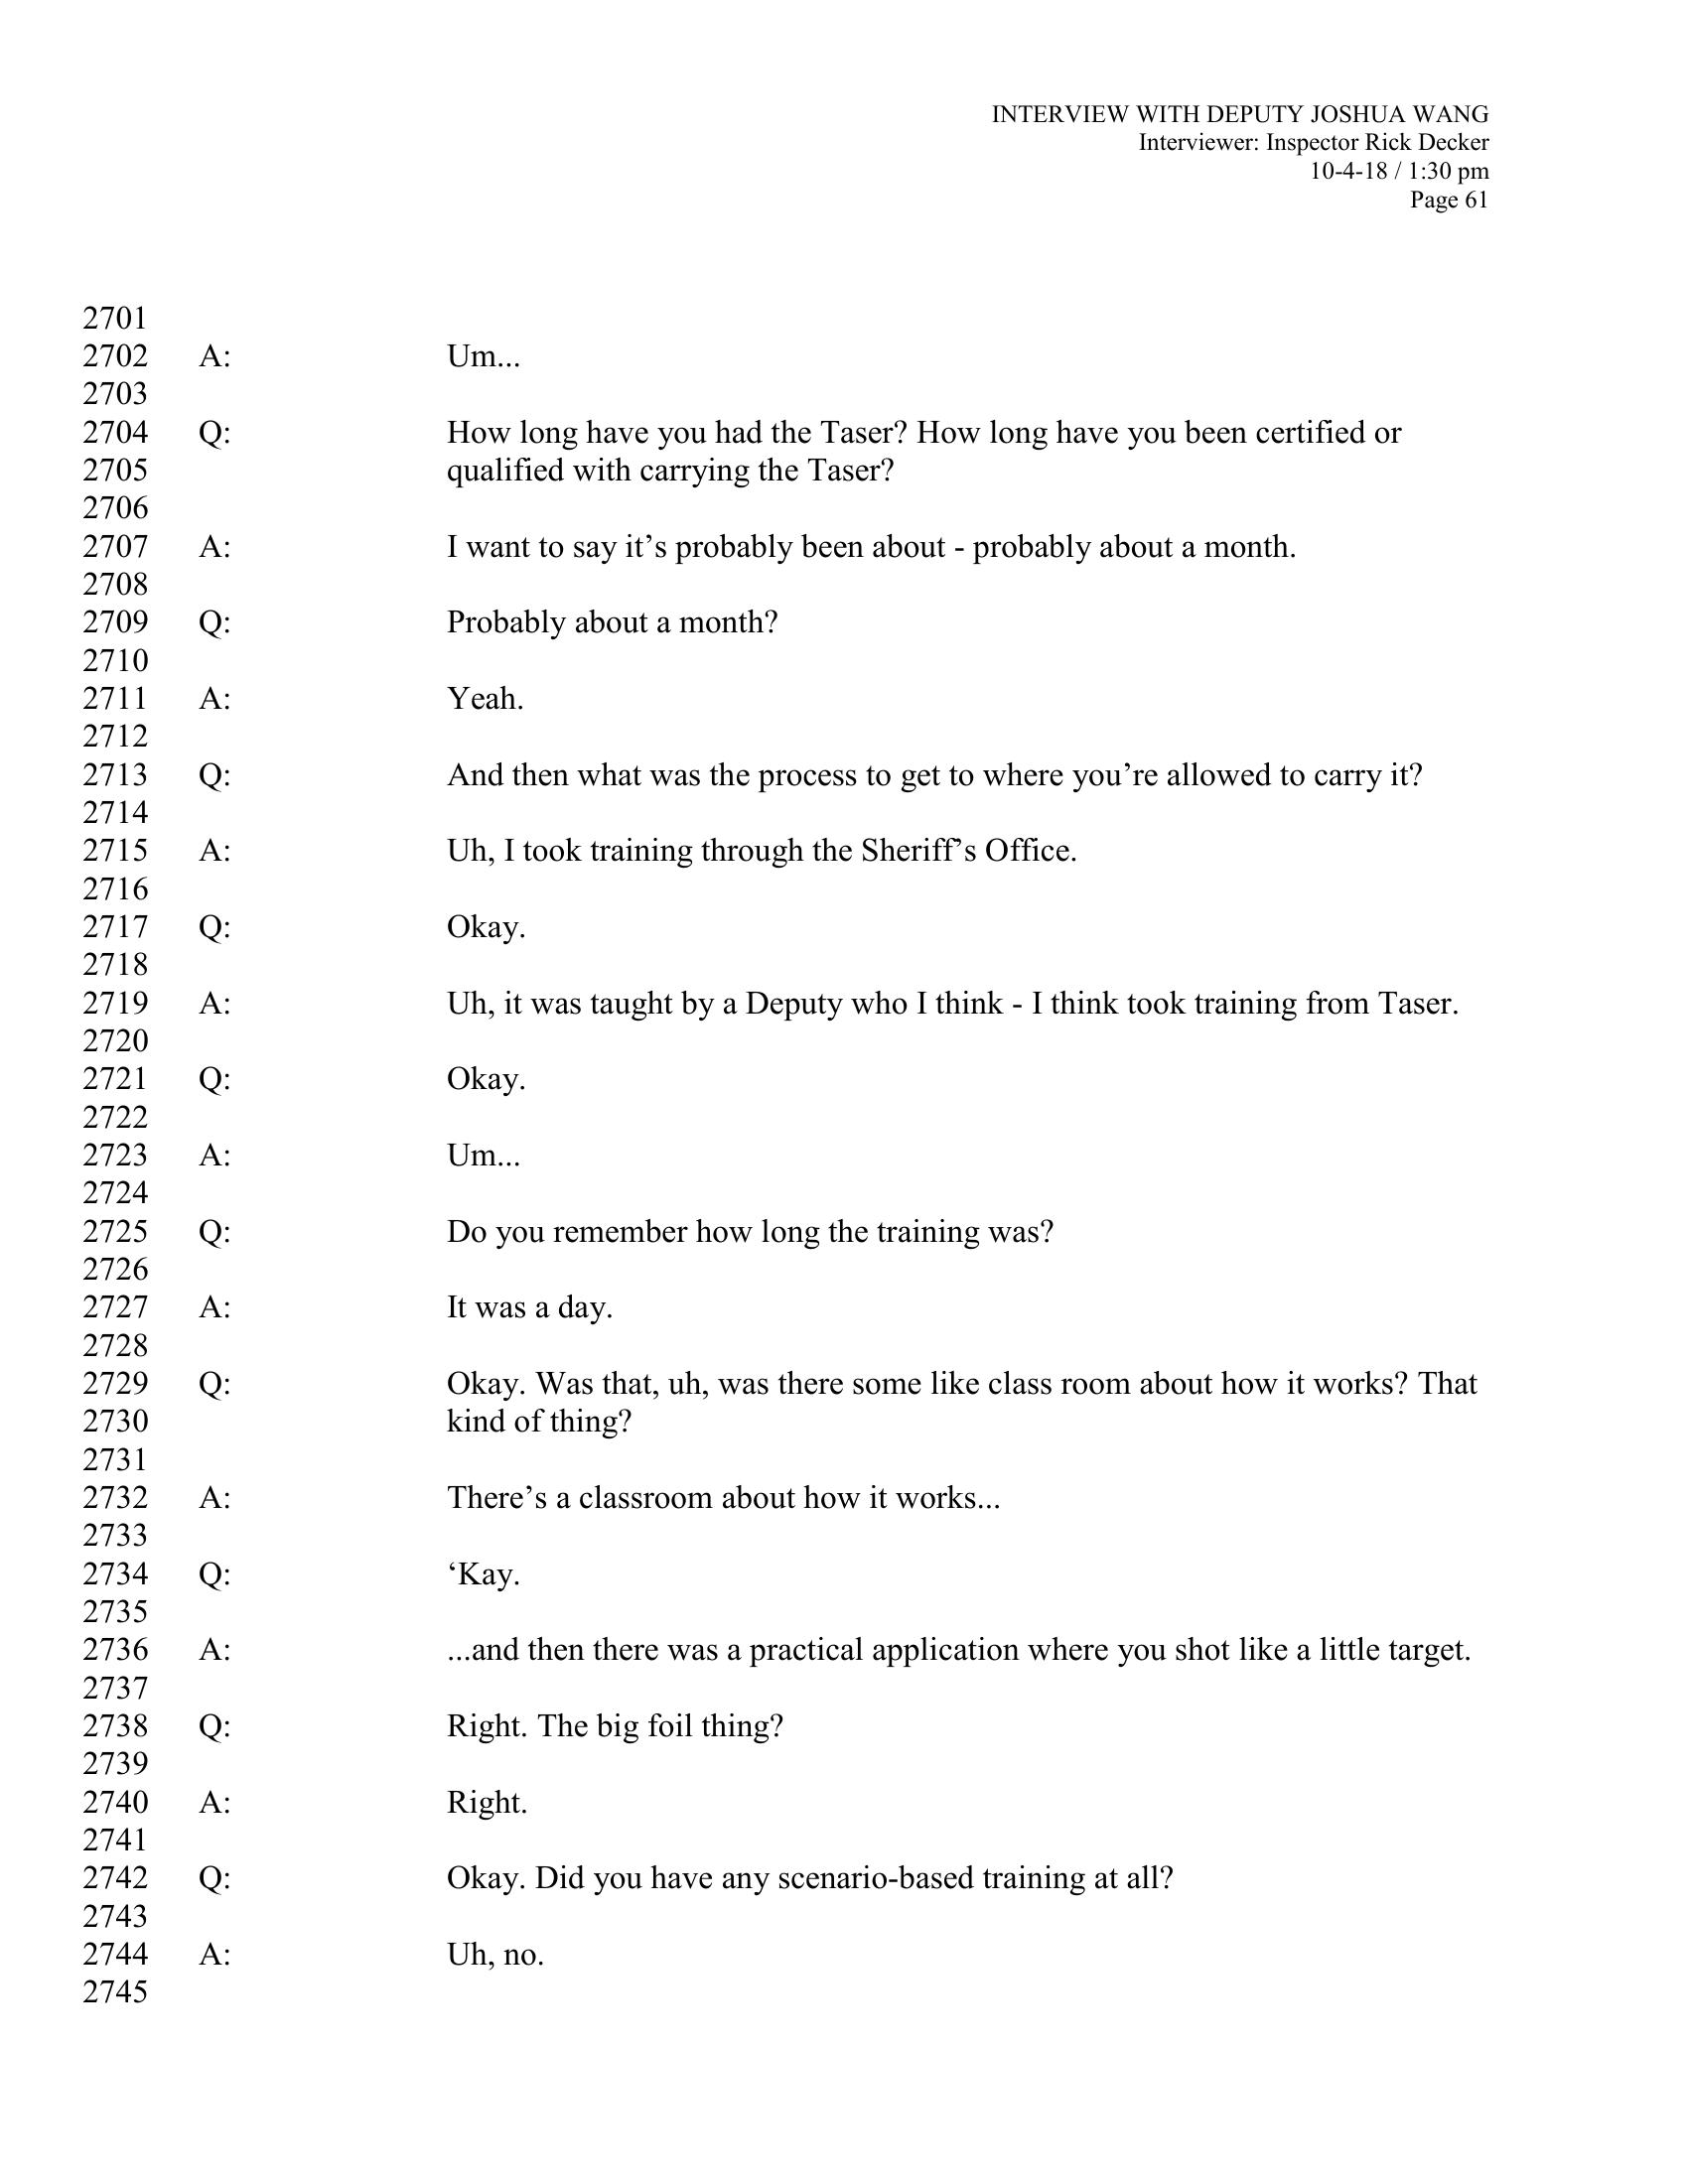 INTERVIEW WITH DEPUTY JOSHUA WANG
Interviewer: Inspector Rick Decker
10-4-18 / 1:30 pm
Page 61
2701
2702 A: Um...
2703
2704 Q: How long have you had the Taser? How long have you been certified or
2705 qualified with carrying the Taser?
2706
2707 A: I want to say it’s probably been about - probably about a month.
2708
2709 Q: Probably about a month?
2710
2711 A: Yeah.
2712
2713 Q: And then what was the process to get to where you’re allowed to carry it?
2714
2715 A: Uh, I took training through the Sheriff’s Office.
2716
2717 Q: Okay.
2718
2719 A: Uh, it was taught by a Deputy who I think - I think took training from Taser.
2720
2721 Q: Okay.
2722
2723 A: Um...
2724
2725 Q: Do you remember how long the training was?
2726
2727 A: It was a day.
2728
2729 Q: Okay. Was that, uh, was there some like class room about how it works? That
2730 kind of thing?
2731
2732 A: There’s a classroom about how it works...
2733
2734 Q: ‘Kay.
2735
2736 A: ...and then there was a practical application where you shot like a little target.
2737
2738 Q: Right. The big foil thing?
2739
2740 A: Right.
2741
2742 Q: Okay. Did you have any scenario-based training at all?
2743
2744 A: Uh, no.
2745